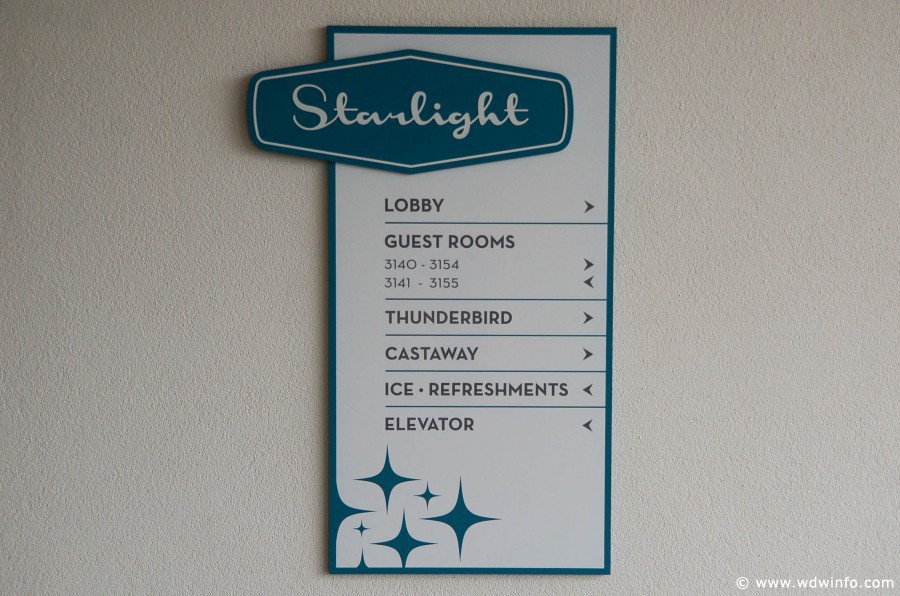 Starlight
LOBBY
GUEST ROOMS
3140 - 3154
3141 - 3155
THUNDERBIRD
CASTAWAY
ICE • REFRESHMENTS
ELEVATOR
© www.wdwinfo.com